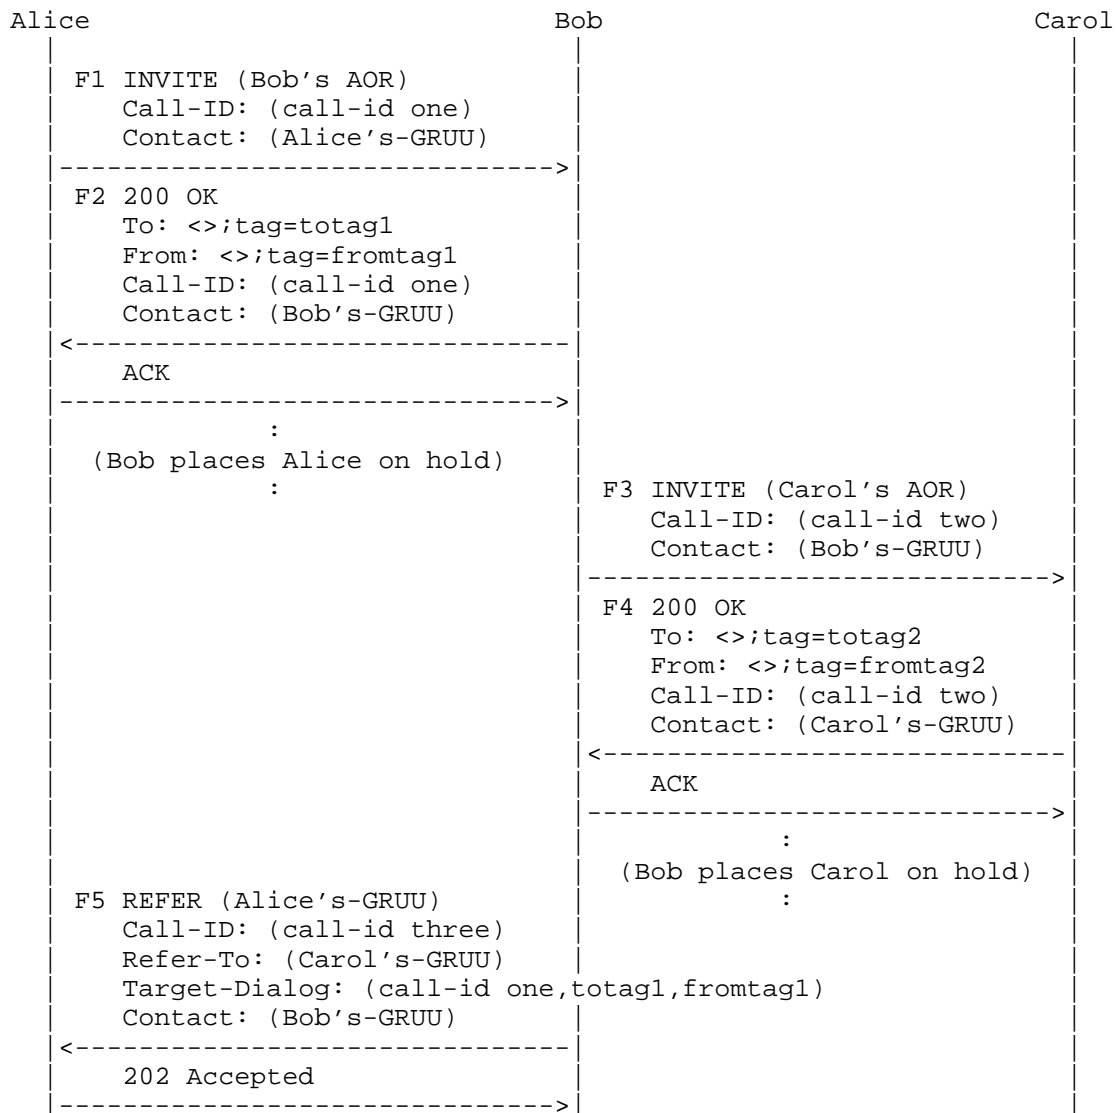 Alice Bob Carol
F1 INVITE (Bob's AOR)
Call-ID: (call-id one)
Contact: (Alice's-GRUU)
F2 200 OK
To: <>;tag=totag1
From: <>;tag=fromtag1
Call-ID: (call-id one)
Contact: (Bob's-GRUU)
ACK
:
(Bob places Alice on hold)
: F3 INVITE (Carol's AOR)
Call-ID: (call-id two)
Contact: (Bob's-GRUU)
F4 200 OK
To: <>;tag=totag2
From: <>;tag=fromtag2
Call-ID: (call-id two)
Contact: (Carol's-GRUU)
ACK
:
(Bob places Carol on hold)
F5 REFER (Alice's-GRUU) :
Call-ID: (call-id three)
Refer-To: (Carol's-GRUU)
Target-Dialog: (call-id one,totag1,fromtag1)
Contact: (Bob's-GRUU)
202 Accepted